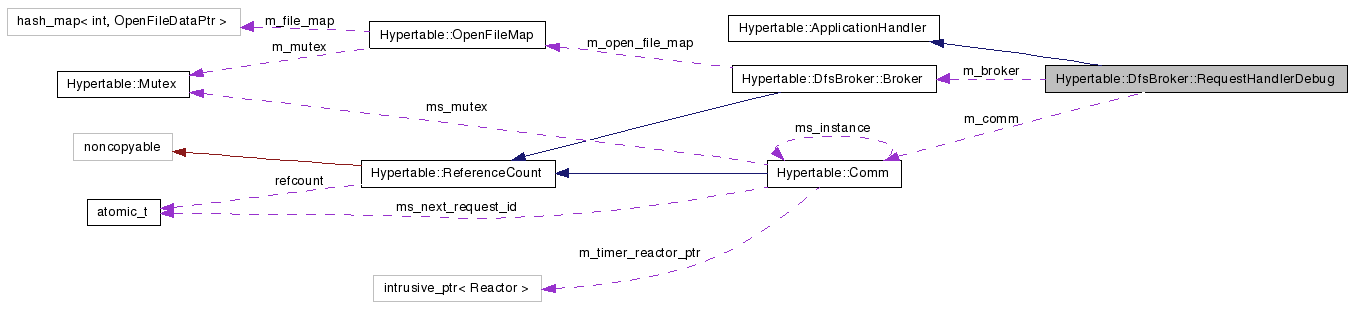 hash_map< int, OpenFileDataPtr >
m_file_map
Hypertable::OpenFileMap
m_mutex
m_open_file_map
Hypertable::ApplicationHandler
Hypertable::Mutex
Hypertable::DfsBroker::Broker
m_broker
Hypertable::DfsBroker::RequestHandlerDebug
ms_mutex
m_comm
ms_instance
noncopyable
Hypertable::ReferenceCount
Hypertable::Comm
refcount
atomic_t
ms_next_request_id
m_timer_reactor_ptr
intrusive_ptr< Reactor >